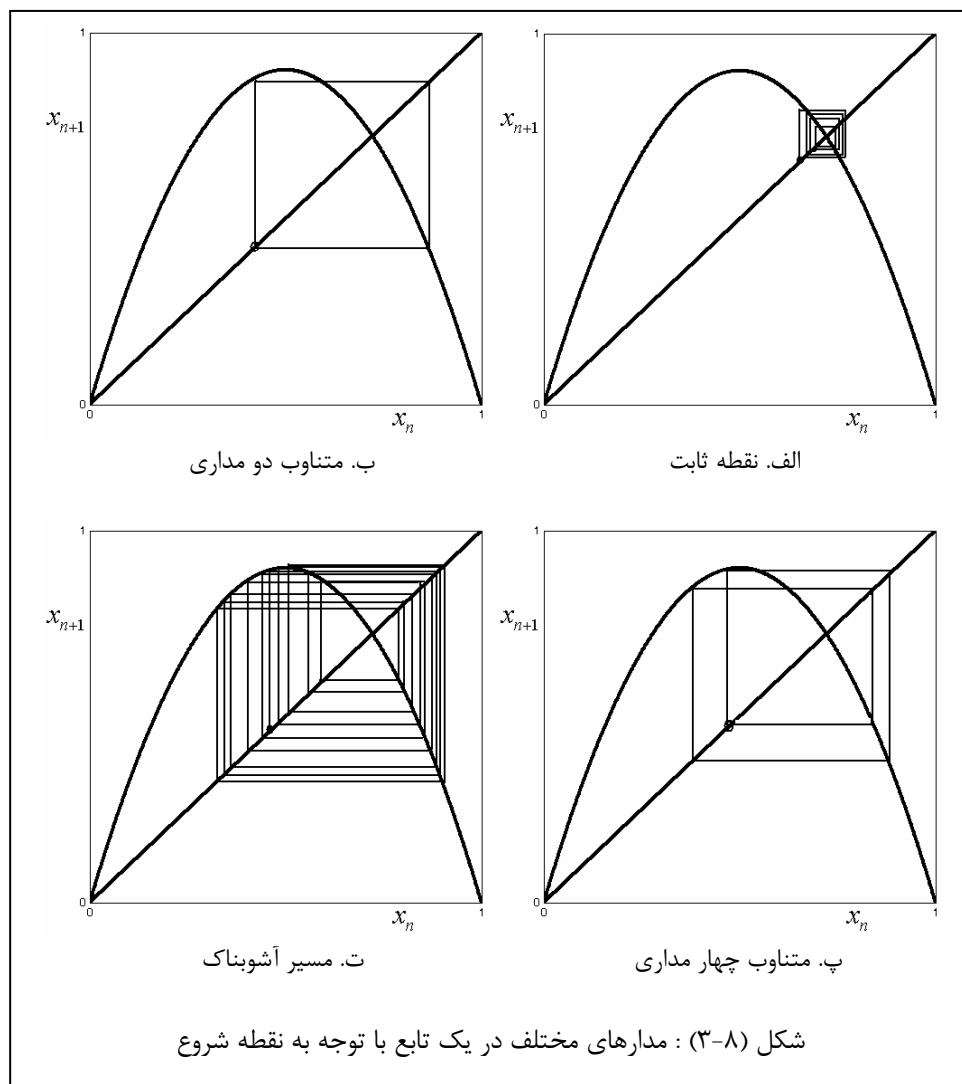 1
x_{n+1}
0
0
x_n
1
الف. نقطه ثابت
1
x_{n+1}
0
0
x_n
1
ب. متناوب دو مداری
1
x_{n+1}
0
0
x_n
1
پ. متناوب چهار مداری
1
x_{n+1}
0
0
x_n
1
ت. مسیر آشوبناک
شکل (۸-۳) : مدارهای مختلف در یک تابع با توجه به نقطه شروع